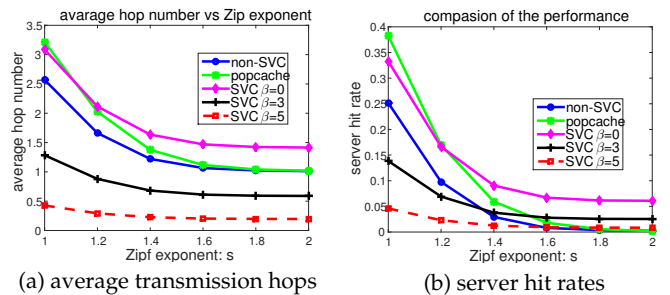 avarage hop number vs Zip exponent
3.5
3
2.5
2
1.5
1
0.5
0
average hop number
non-SVC
popcache
SVC β=0
SVC β=3
SVC β=5
1 1.2 1.4 1.6 1.8 2
Zipf exponent: s
(a) average transmission hops
compasion of the performance
0.4
0.35
0.3
0.25
0.2
0.15
0.1
0.05
0
server hit rate
non-SVC
popcache
SVC β=0
SVC β=3
SVC β=5
1 1.2 1.4 1.6 1.8 2
Zipf exponent: s
(b) server hit rates